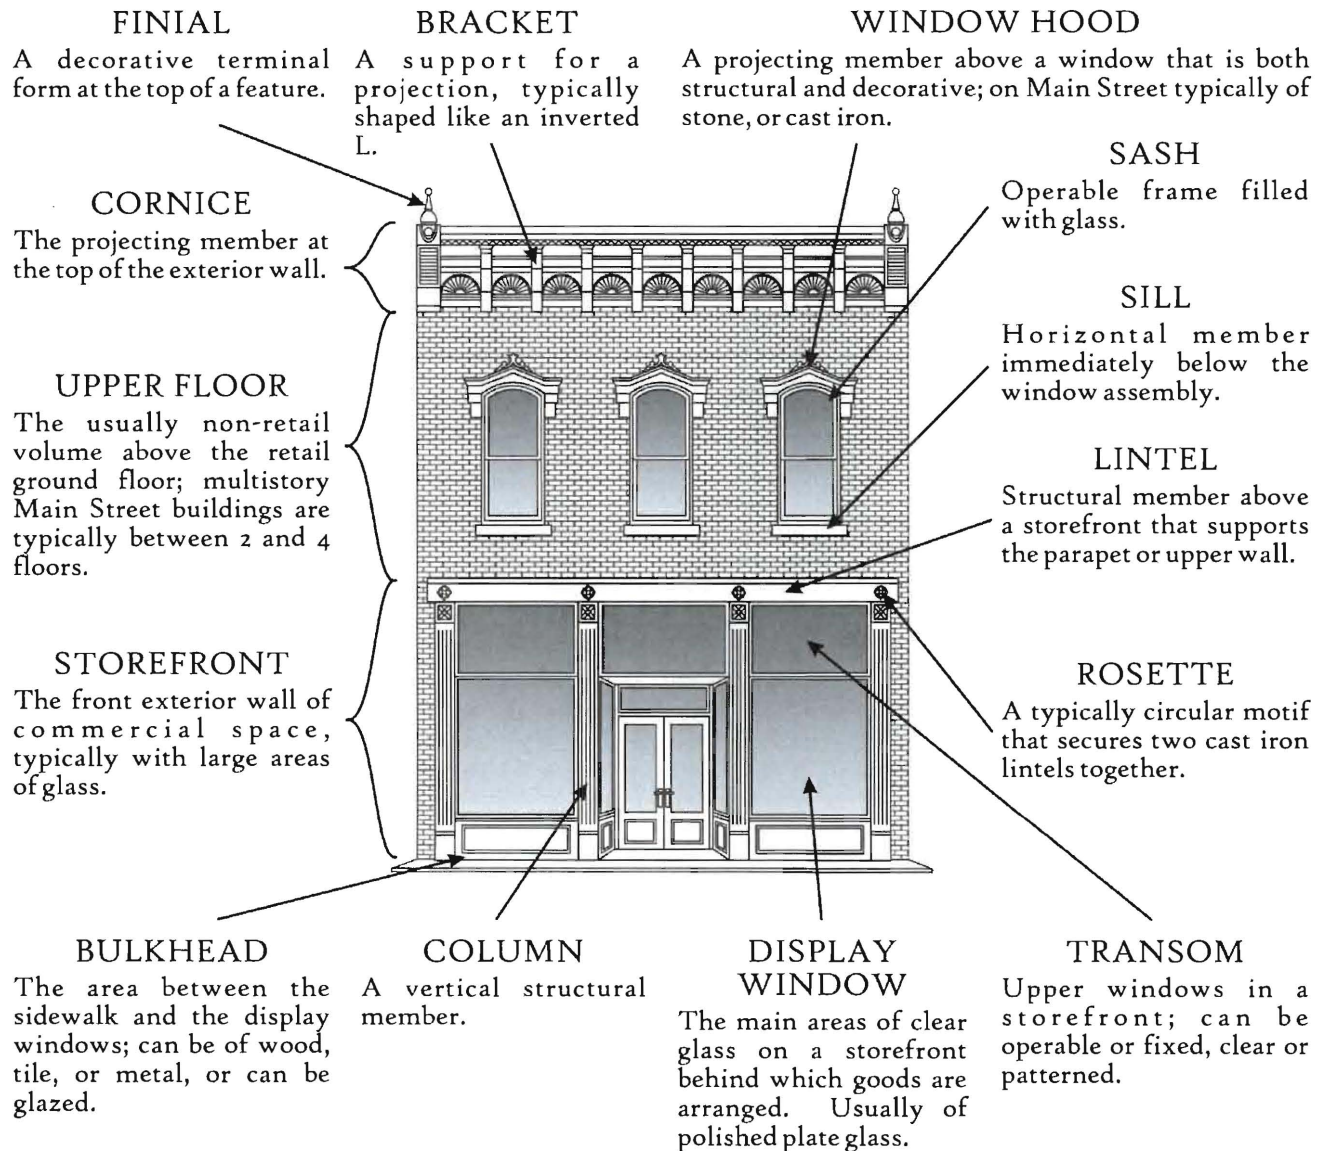 FINIAL
A decorative terminal
form at the top of a feature.
BRACKET
A support for a
projection, typically
shaped like an inverted
L.
WINDOW HOOD
A projecting member above a window that is both
structural and decorative; on Main Street typically of
stone, or cast iron.
SASH
Operable frame filled
with glass.
CORNICE
The projecting member at
the top of the exterior wall.
SILL
Horizontal member
immediately below the
window assembly.
UPPER FLOOR
The usually non-retail
volume above the retail
ground floor; multistory
Main Street buildings are
typically between 2 and 4
floors.
LINTEL
Structural member above
a storefront that supports
the parapet or upper wall.
STOREFRONT
The front exterior wall of
commercial space,
typically with large areas
of glass.
ROSETTE
A typically circular motif
that secures two cast iron
lintels together.
BULKHEAD
The area between the
sidewalk and the display
windows; can be of wood,
tile, or metal, or can be
glazed.
COLUMN
A vertical structural
member.
DISPLAY
WINDOW
The main areas of clear
glass on a storefront
behind which goods are
arranged. Usually of
polished plate glass.
TRANSOM
Upper windows in a
storefront; can be
operable or fixed, clear or
patterned.